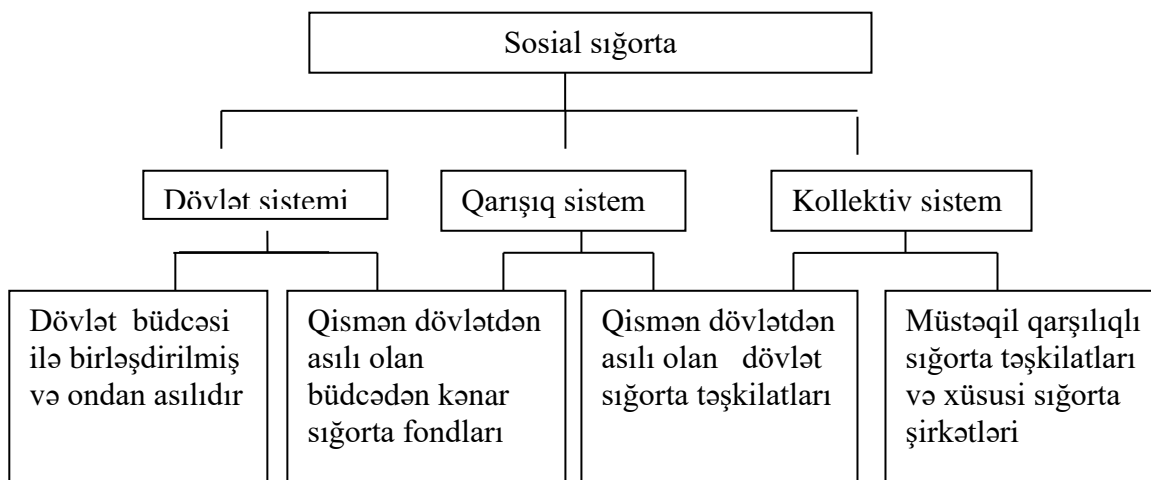 Sosial sığorta
Dövlət sistemi
Qarışıq sistem
Kollektiv sistem
Dövlət büdcəsi
ilə birləşdirilmiş
və ondan asılıdır
Qismən dövlətdən
asılı olan
büdcədən kənar
sığorta fondları
Qismən dövlətdən
asılı olan dövlət
sığorta təşkilatları
Müstəqil qarşılıqlı
sığorta təşkilatları
və xüsusi sığorta
şirkətləri